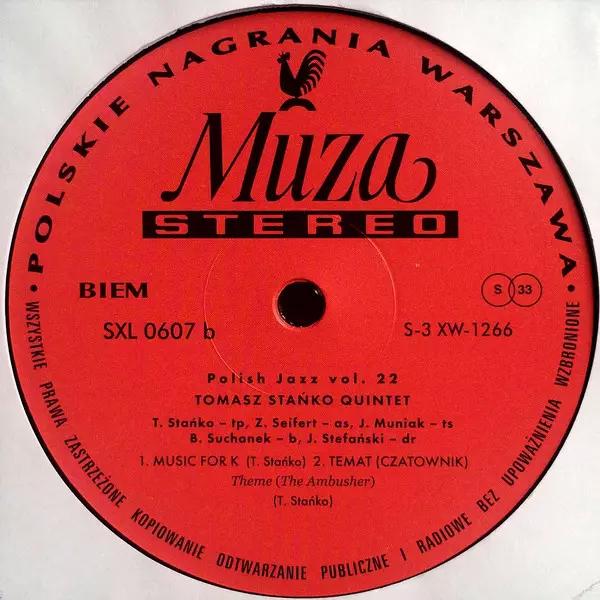 • POLSKIE NAGRANIA WARSZAWA •
Muza
STEREO
BIEM
S 33
SXL 0607 b
S-3 XW-1266
Polish Jazz vol. 22
TOMASZ STAŃKO QUINTET
T. Stańko – tp, Z. Seifert – as, J. Muniak – ts
B. Suchanek – b, J. Stefański – dr
1. MUSIC FOR K (T. Stańko) 2. TEMAT (CZATOWNIK)
Theme (The Ambusher)
(T. Stańko)
WSZYSTKIE PRAWA ZASTRZEŻONE KOPIOWANIE ODTWARZANIE PUBLICZNE I RADIOWE BEZ UPOWAŻNIENIA WZBRONIONE